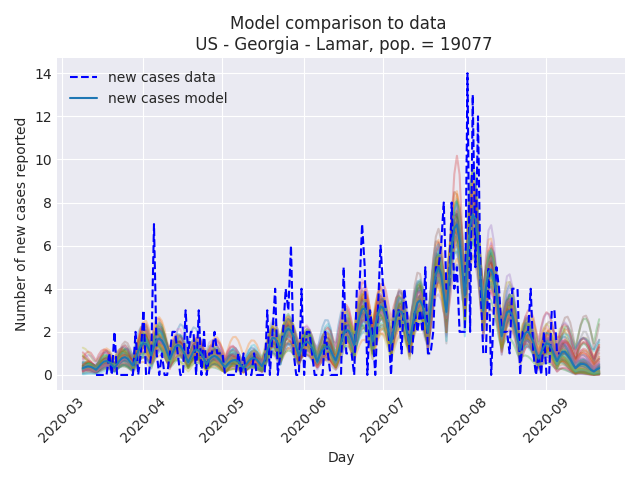 Model comparison to data
US - Georgia - Lamar, pop. = 19077
new cases data
new cases model
14
12
10
8
6
4
2
0
Number of new cases reported
2020-03
2020-04
2020-05
2020-06
2020-07
2020-08
2020-09
Day